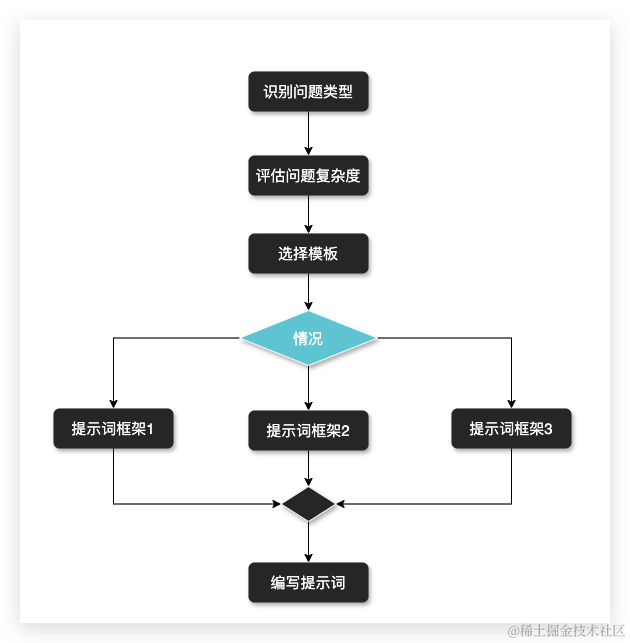 识别问题类型
评估问题复杂度
选择模板
情况
提示词框架1
提示词框架2
提示词框架3
编写提示词
@稀土掘金技术社区